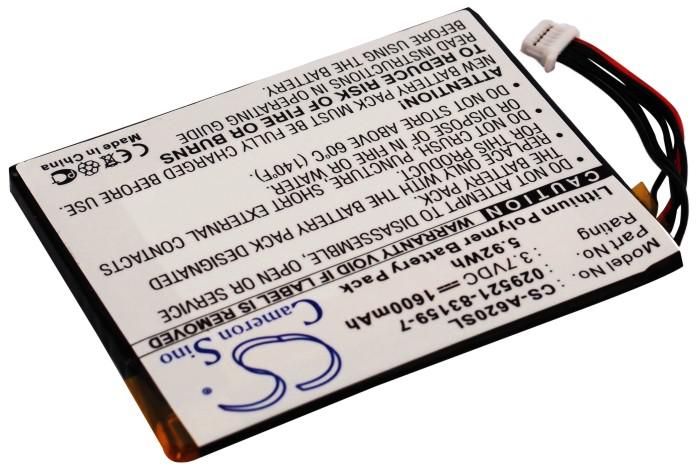 Cameron Sino
CS
Model No.: CS-A620SL
Part No.: 029521-83159-7
Rating: 3.7VDC 1600mAh
5.92Wh
Lithium Polymer Battery Pack
CAUTION WARRANTY IS VOID IF SAFETY LABEL IS REMOVED.
DO NOT ATTEMPT TO DISASSEMBLE, OPEN OR SERVICE BATTERY.
REPLACE ONLY WITH THE BATTERY PACK DESIGNED FOR THIS PRODUCT.
DO NOT CRUSH, PUNCTURE, SHORT EXTERNAL CONTACTS
OR DISPOSE OF IN FIRE OR WATER.
DO NOT STORE ABOVE 60°C (140°F).
NEW BATTERY PACK MUST BE FULLY CHARGED BEFORE USE.
ATTENTION:
TO REDUCE RISK OF FIRE OR BURNS
READ INSTRUCTIONS IN OPERATING GUIDE
BEFORE USING THE BATTERY.
CE
Made in China